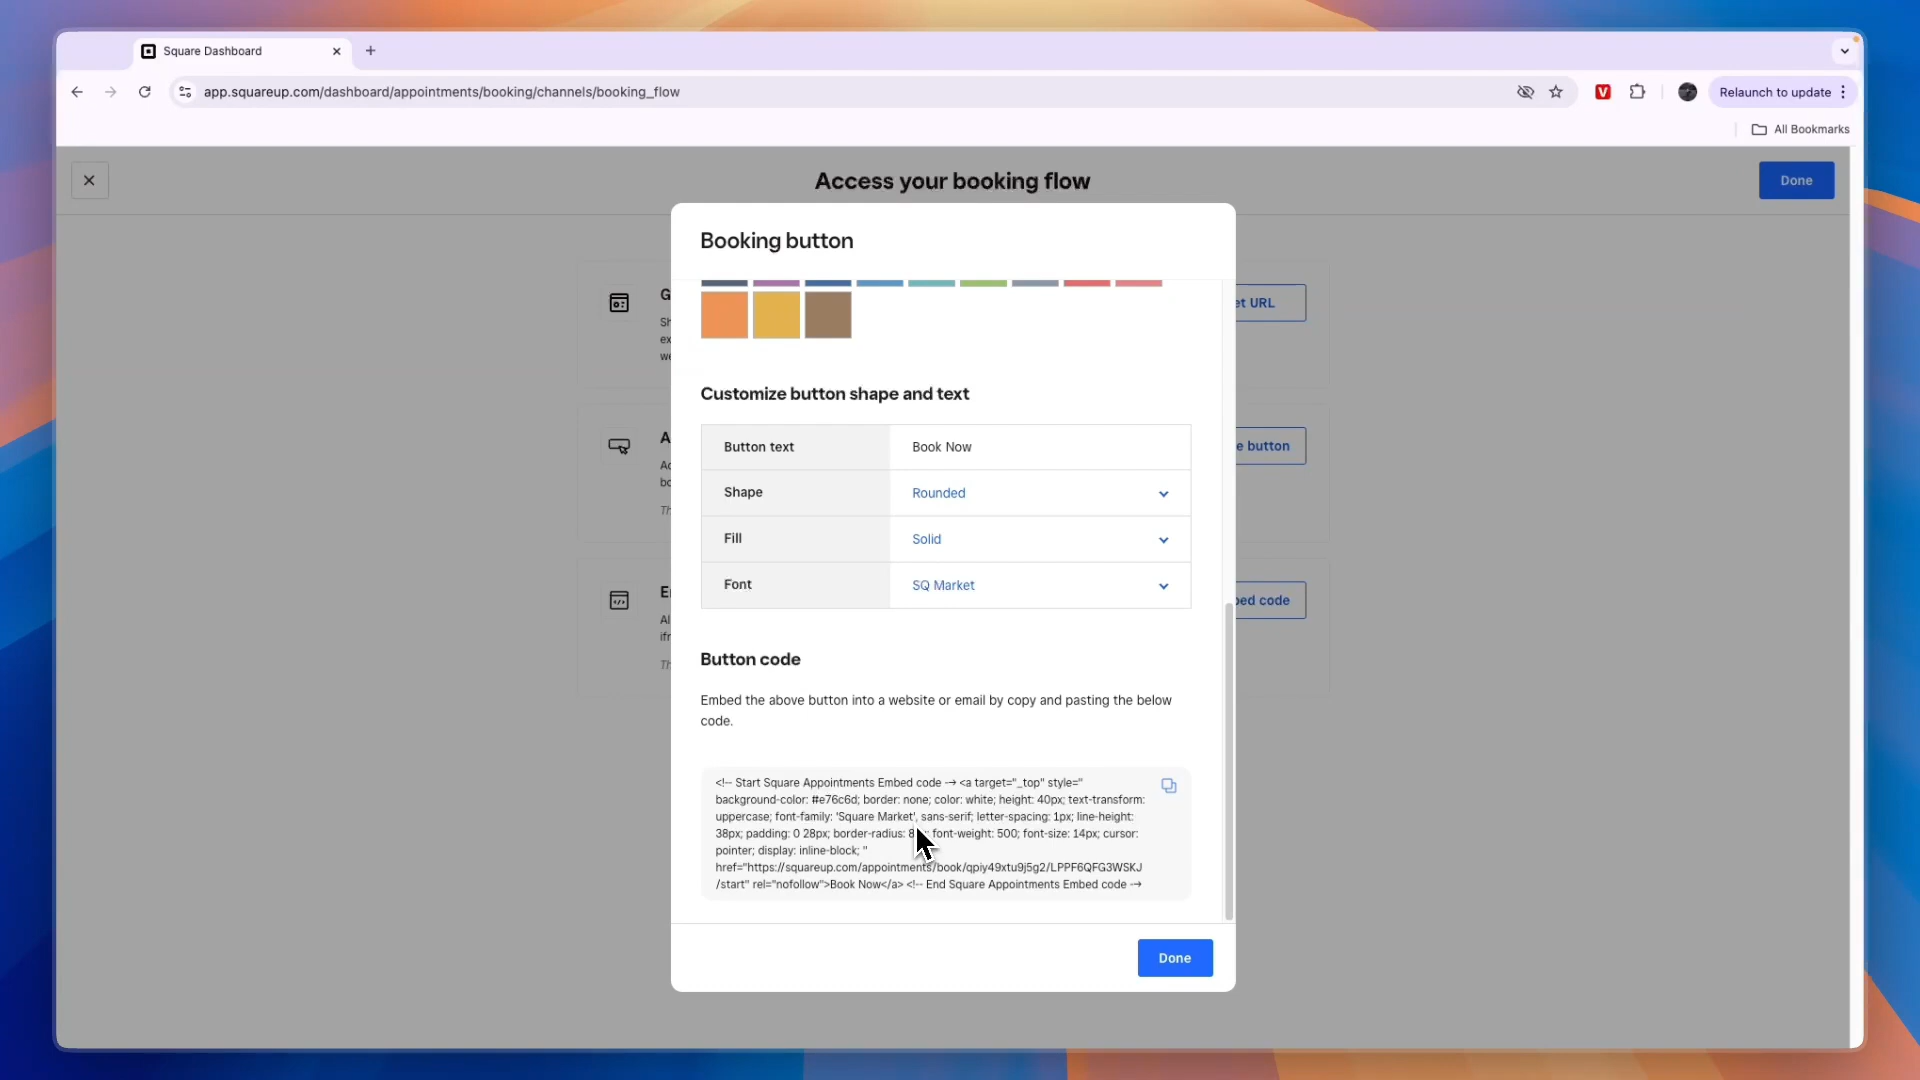 Square Dashboard
app.squareup.com/dashboard/appointments/booking/channels/booking_flow
Relaunch to update
All Bookmarks
Access your booking flow
Done
Booking button
et URL
Customize button shape and text
Button text Book Now
e button
Shape Rounded
Fill Solid
Font SQ Market
bed code
Button code
Embed the above button into a website or email by copy and pasting the below
code.
<!-- Start Square Appointments Embed code --> <a target="_top" style="
background-color: #e76c6d; border: none; color: white; height: 40px; text-transform:
uppercase; font-family: 'Square Market', sans-serif; letter-spacing: 1px; line-height:
38px; padding: 0 28px; border-radius: font-weight: 500; font-size: 14px; cursor:
pointer; display: inline-block; "
href="https://squareup.com/appointments/book/qpiy49xtu9j5g2/LPPF6QFG3WSKJ
/start" rel="nofollow">Book Now</a> <!-- End Square Appointments Embed code -->
Done